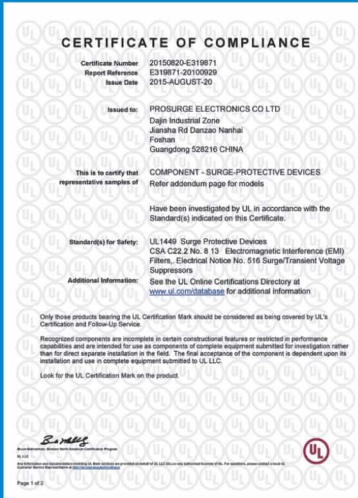 CERTIFICATE OF COMPLIANCE
Certificate Number 20150820-E319871
Report Reference E319871-20100929
Issue Date 2015-AUGUST-20
Issued to: PROSURGE ELECTRONICS CO LTD
Dajin Industrial Zone
Jiansha Rd Danzao Nanhai
Foshan
Guangdong 528216 CHINA
This is to certify that COMPONENT - SURGE-PROTECTIVE DEVICES
representative samples of Refer addendum page for models
Have been investigated by UL in accordance with the
Standard(s) indicated on this Certificate.
Standard(s) for Safety: UL1449 Surge Protective Devices
CSA C22.2 No. 8 13 Electromagnetic Interference (EMI)
Filters,. Electrical Notice No. 516 Surge/Transient Voltage
Suppressors
Additional Information: See the UL Online Certifications Directory at
www.ul.com/database for additional information
Only those products bearing the UL Certification Mark should be considered as being covered by UL's
Certification and Follow-Up Service.
Recognized components are incomplete in certain constructional features or restricted in performance
capabilities and are intended for use as components of complete equipment submitted for investigation rather
than for direct separate installation in the field. The final acceptance of the component is dependent upon its
installation and use in complete equipment submitted to UL LLC.
Look for the UL Certification Mark on the product.
UL LLC
UL
Page 1 of 2